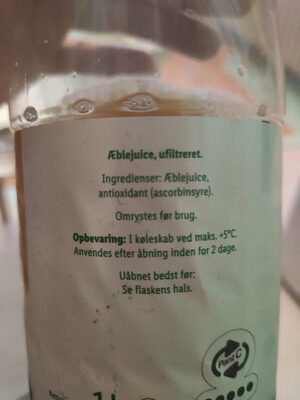 Æblejuice, ufiltreret.
Ingredienser: Æblejuice,
antioxidant (ascorbinsyre).
Omrystes før brug.
Opbevaring: I køleskab ved maks. +5°C.
Anvendes efter åbning inden for 2 dage.
Uåbnet bedst før:
Se flaskens hals.
Pant C